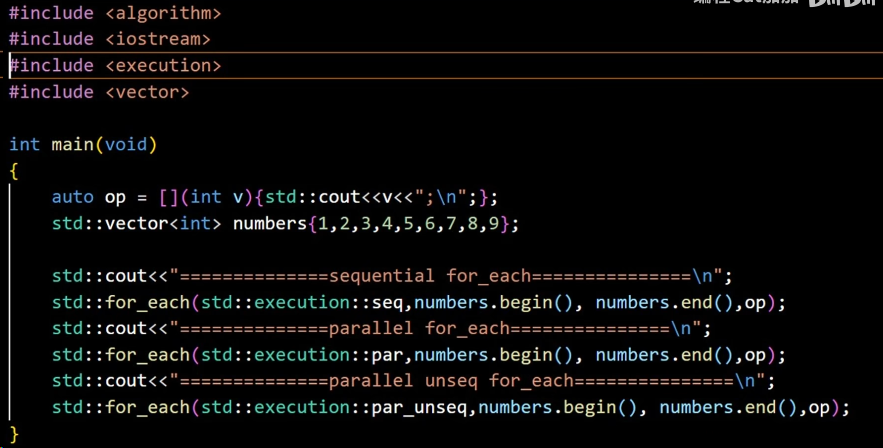 #include <algorithm>
#include <iostream>
#include <execution>
#include <vector>
int main(void)
{
auto op = [](int v){std::cout<<v<<";\n";};
std::vector<int> numbers{1,2,3,4,5,6,7,8,9};
std::cout<<"==============sequential for_each===============\n";
std::for_each(std::execution::seq,numbers.begin(), numbers.end(),op);
std::cout<<"==============parallel for_each===============\n";
std::for_each(std::execution::par,numbers.begin(), numbers.end(),op);
std::cout<<"==============parallel unseq for_each===============\n";
std::for_each(std::execution::par_unseq,numbers.begin(), numbers.end(),op);
}